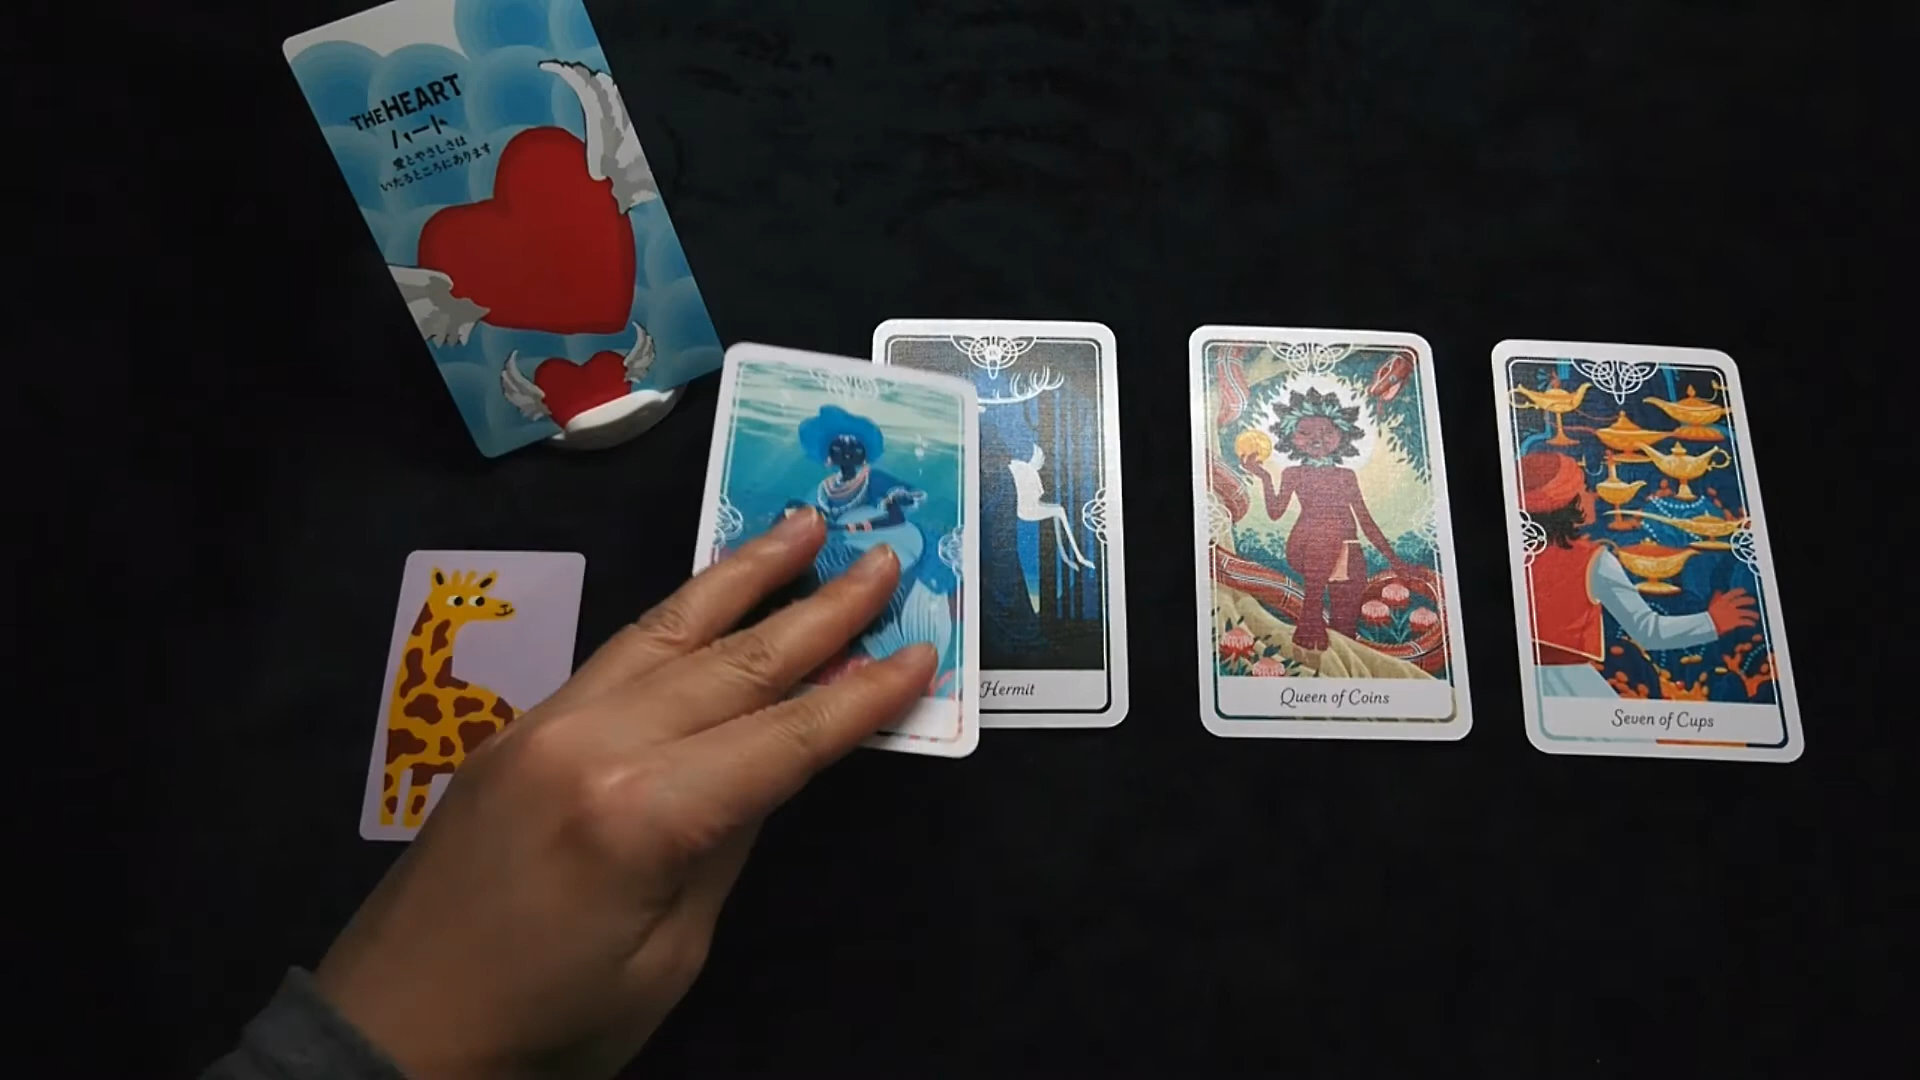 THE HEART
ハート
愛とやさしさは
いたるところにあります
IX
Hermit
Queen of Coins
Seven of Cups